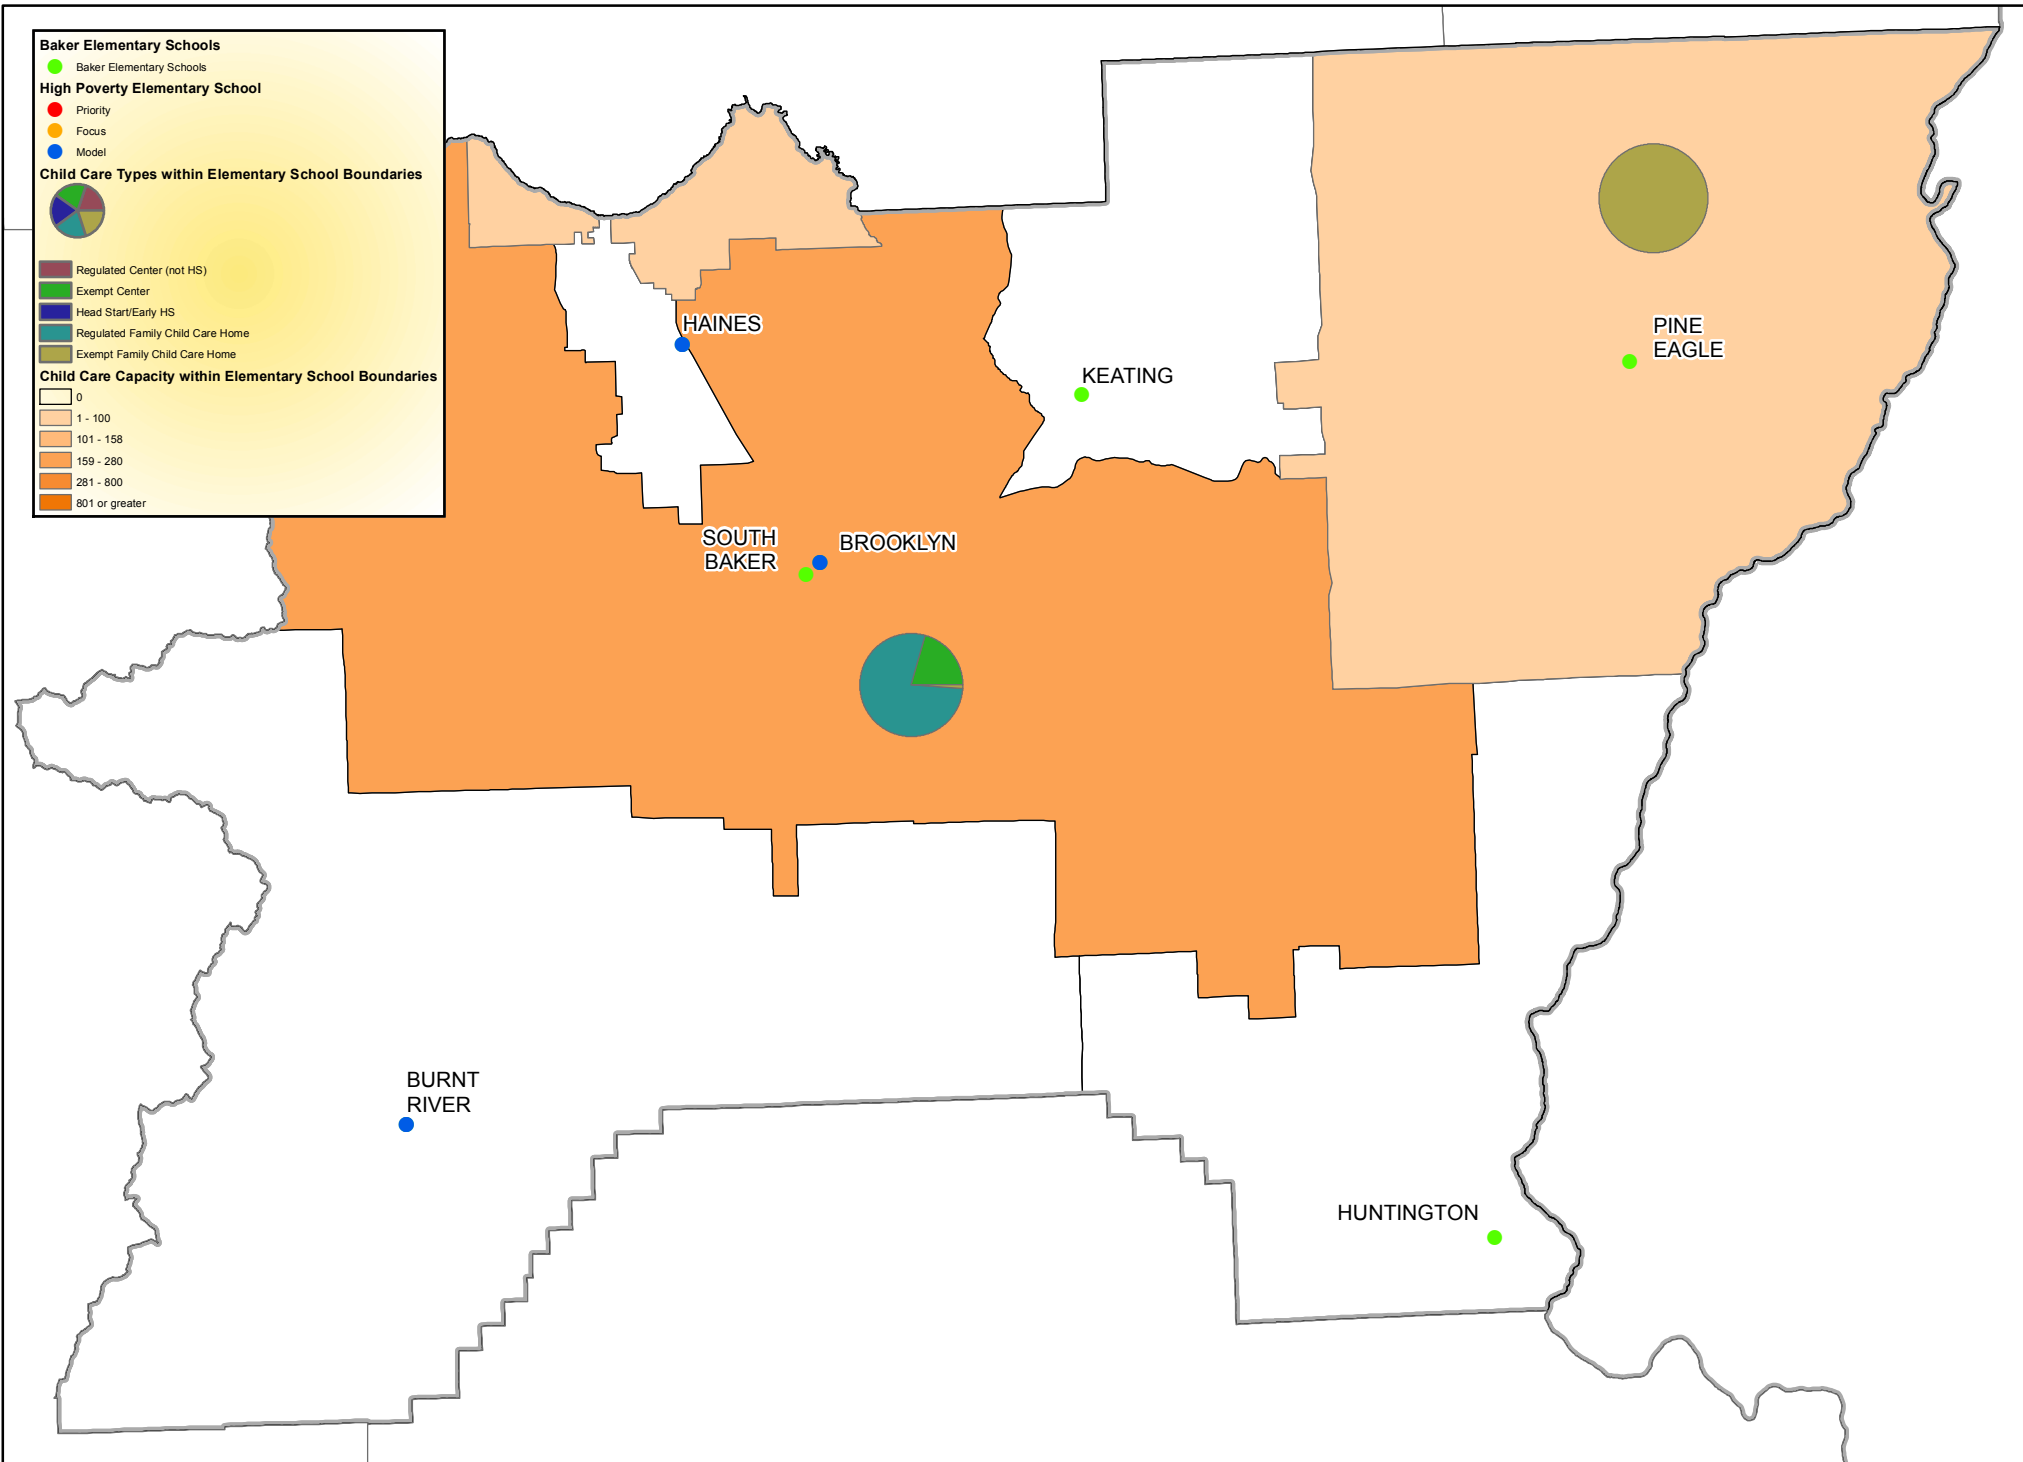 Baker Elementary Schools
Baker Elementary Schools
High Poverty Elementary School
Priority
Focus
Model
Child Care Types within Elementary School Boundaries
Regulated Center (not HS)
Exempt Center
Head Start/Early HS
Regulated Family Child Care Home
Exempt Family Child Care Home
Child Care Capacity within Elementary School Boundaries
0
1 - 100
101 - 158
159 - 280
281 - 800
801 or greater
HAINES
PINE
EAGLE
KEATING
SOUTH
BAKER
BROOKLYN
BURNT
RIVER
HUNTINGTON